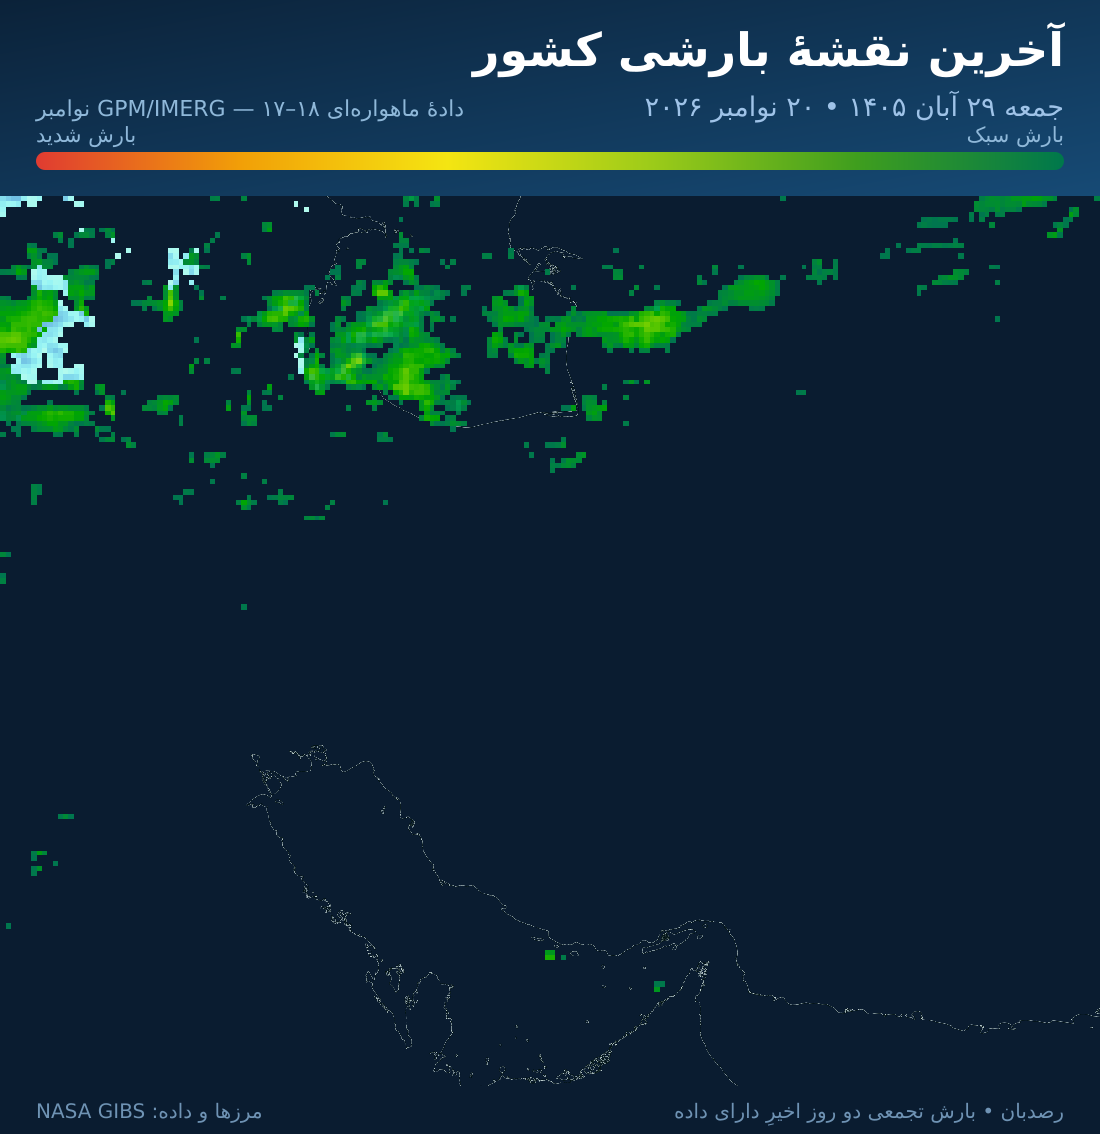 آخرین نقشهٔ بارشی کشور
جمعه ۲۹ آبان ۱۴۰۵ • ۲۰ نوامبر ۲۰۲۶
دادهٔ ماهواره‌ای GPM/IMERG — ۱۷–۱۸ نوامبر
بارش سبک
بارش شدید
رصدبان • بارش تجمعی دو روز اخیرِ دارای داده
مرزها و داده: NASA GIBS